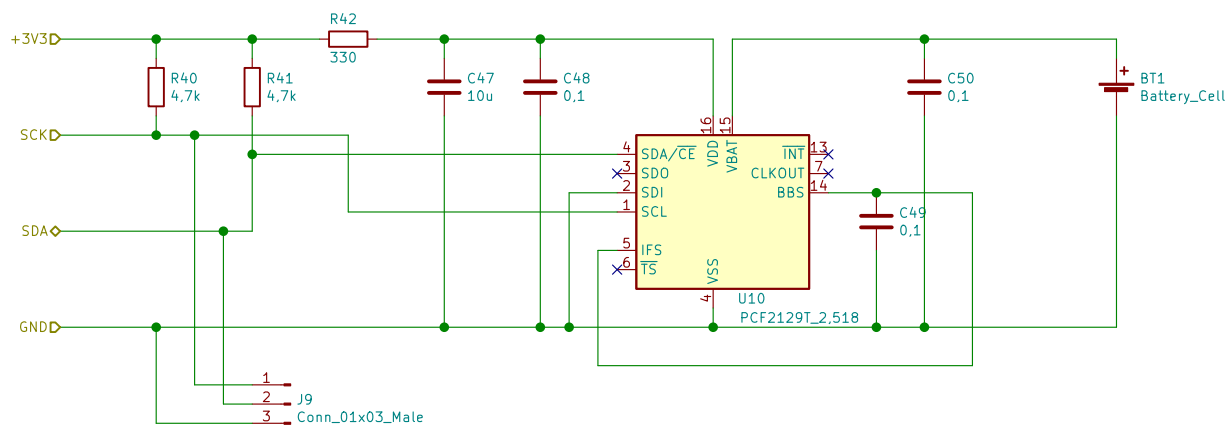 R42
+3V3
330
R40
4,7k
R41
4,7k
C47
10u
C48
0,1
C50
0,1
+
BT1
Battery_Cell
SCK
16
15
VDD
VBAT
4
SDA/CE
3
SDO
2
SDI
1
SCL
5
IFS
6
TS
INT
13
CLKOUT
7
BBS
14
C49
0,1
SDA
VSS
4
U10
PCF2129T_2,518
GND
1
2
3
J9
Conn_01x03_Male